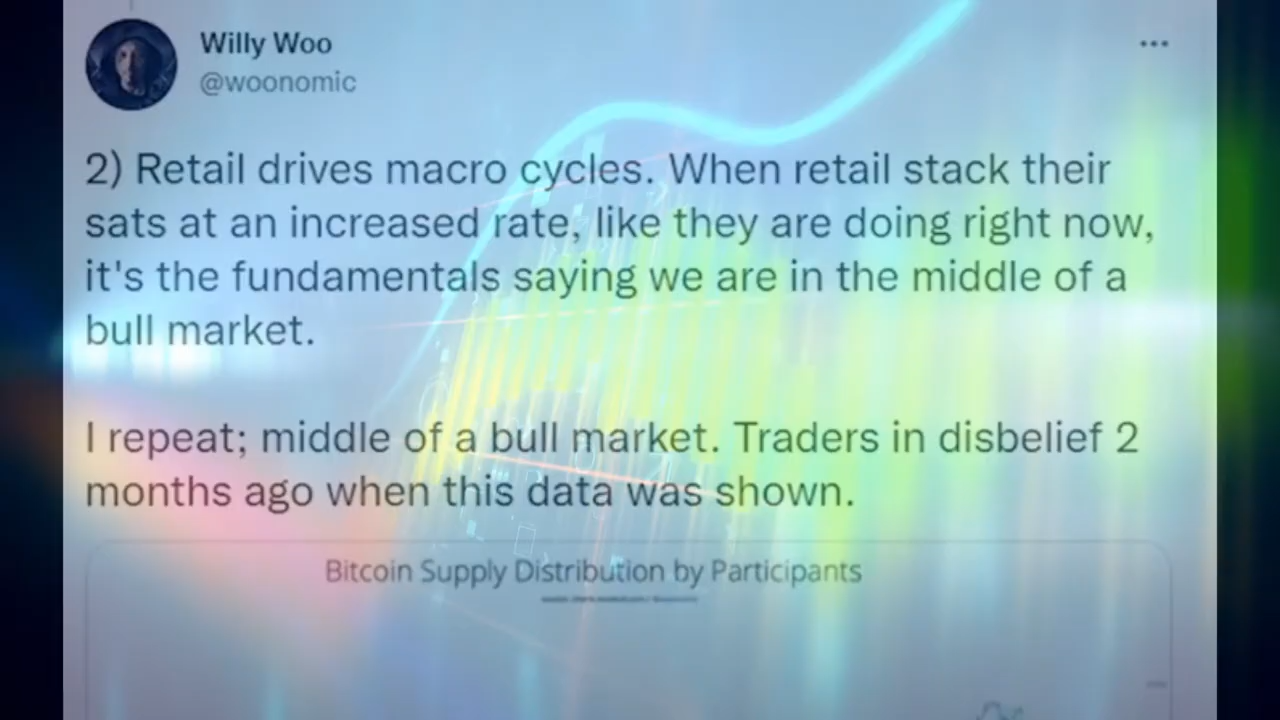 Willy Woo
@woonomic
2) Retail drives macro cycles. When retail stack their
sats at an increased rate, like they are doing right now,
it's the fundamentals saying we are in the middle of a
bull market.
I repeat; middle of a bull market. Traders in disbelief 2
months ago when this data was shown.
Bitcoin Supply Distribution by Participants